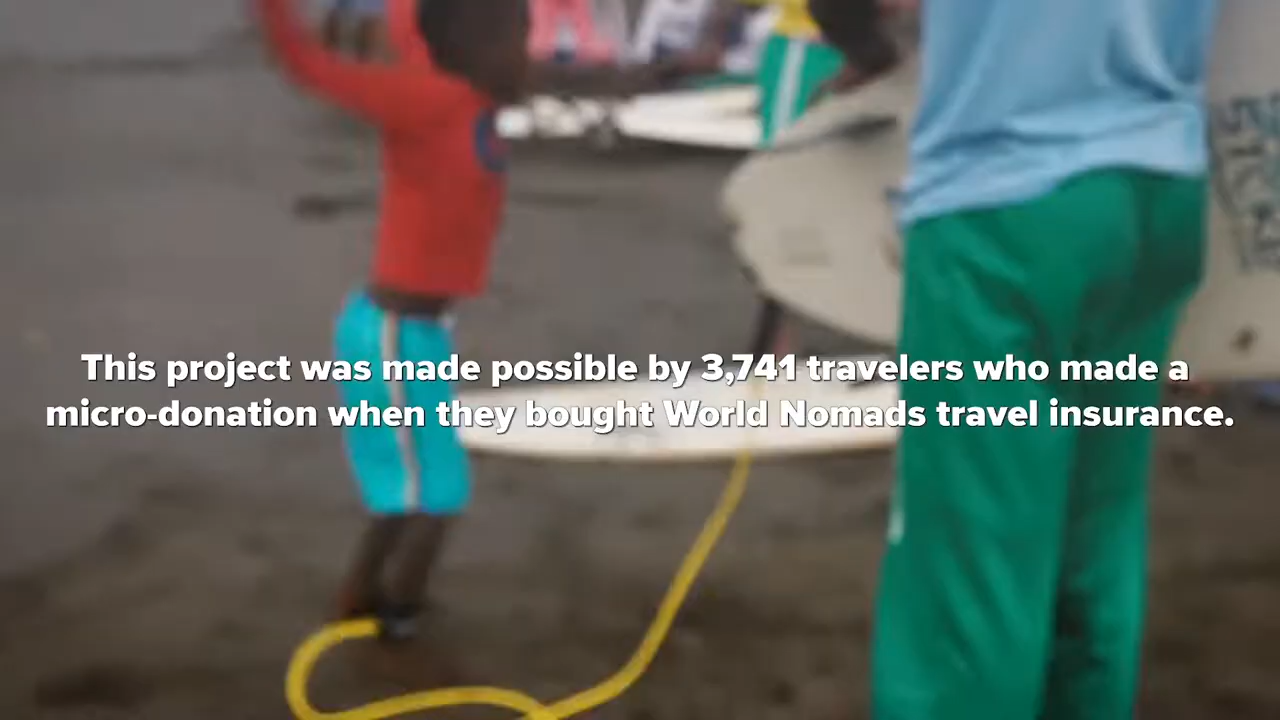 This project was made possible by 3,741 travelers who made a
micro-donation when they bought World Nomads travel insurance.